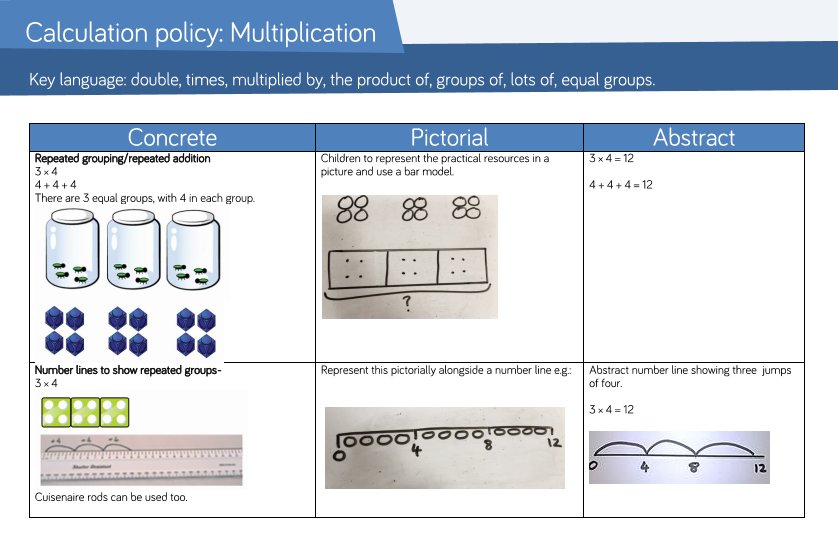 Calculation policy: Multiplication
Key language: double, times, multiplied by, the product of, groups of, lots of, equal groups.
Concrete
Pictorial
Abstract
Repeated grouping/repeated addition
3 × 4
4 + 4 + 4
There are 3 equal groups, with 4 in each group.
Children to represent the practical resources in a
picture and use a bar model.
?
3 × 4 = 12
4 + 4 + 4 = 12
Number lines to show repeated groups-
3 × 4
Cuisenaire rods can be used too.
Represent this pictorially alongside a number line e.g.:
0 4 8 12
Abstract number line showing three jumps
of four.
3 × 4 = 12
0 4 8 12